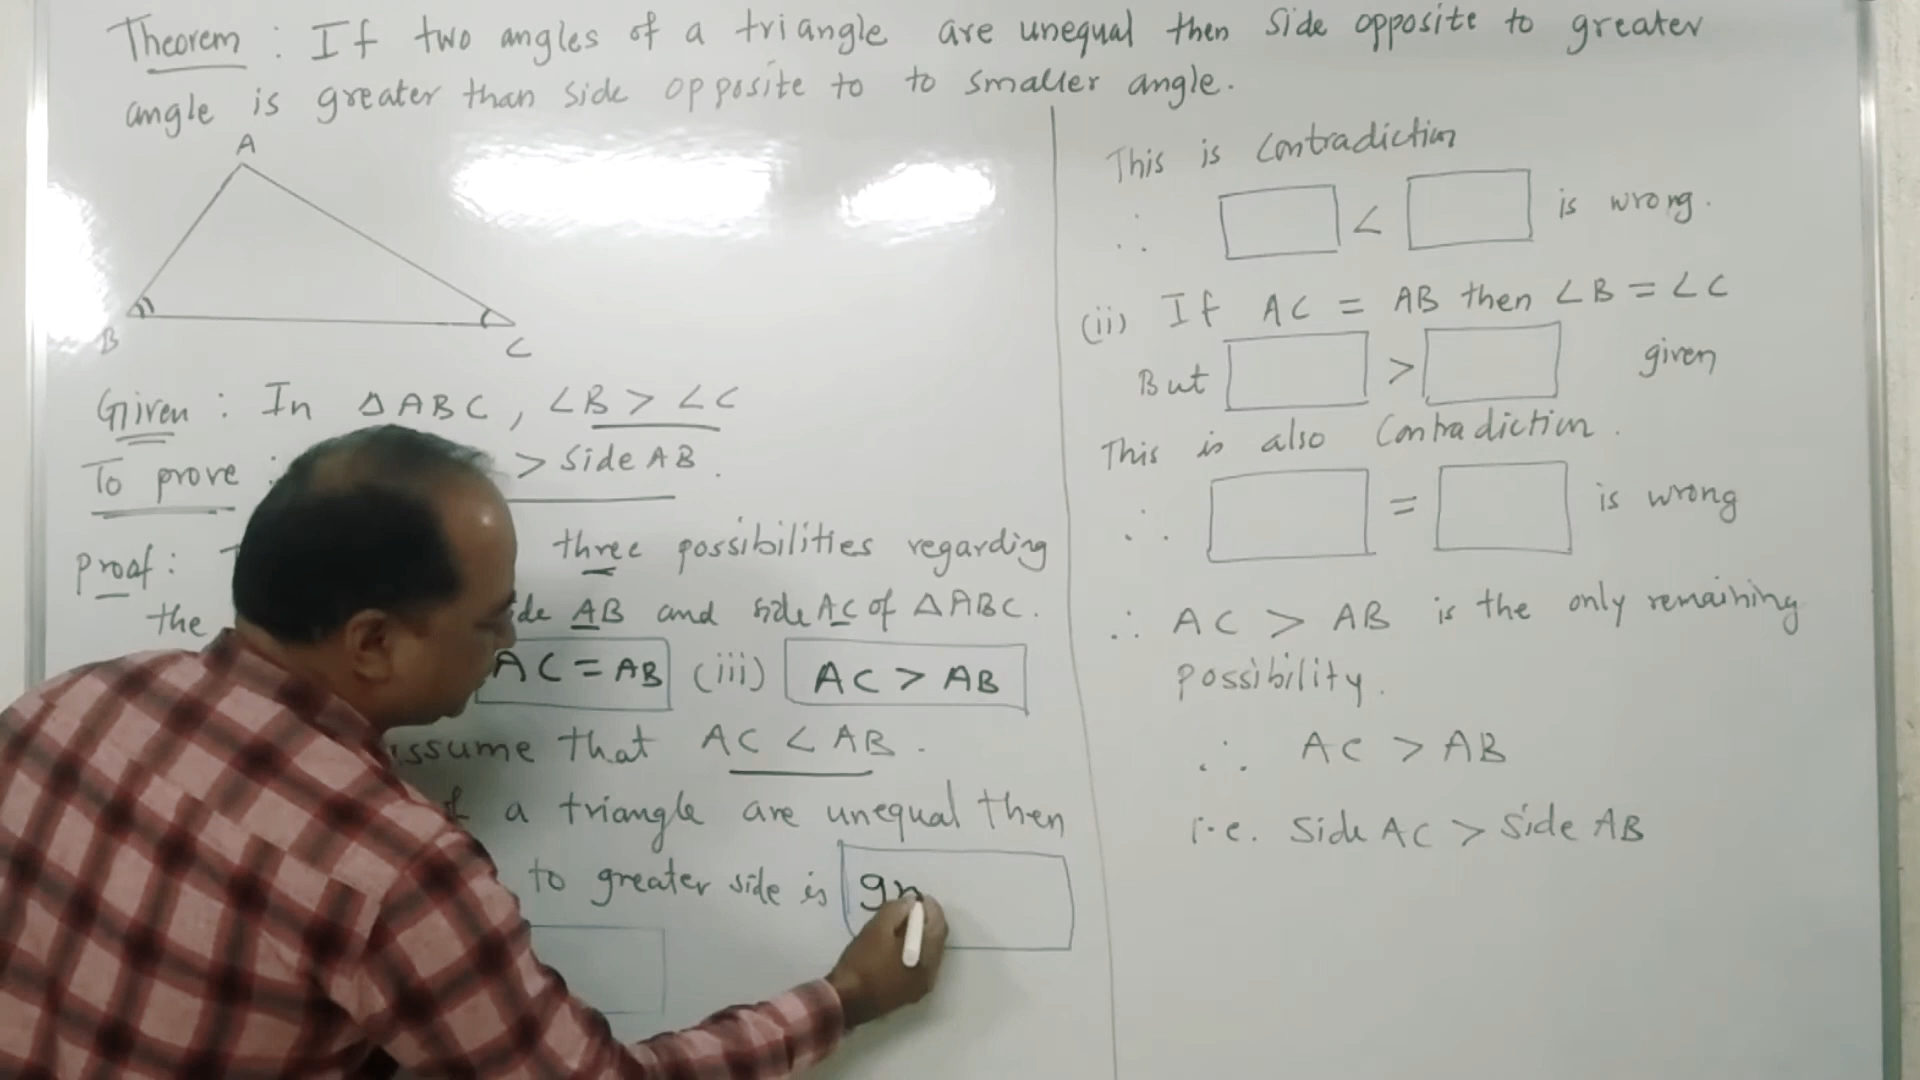 Theorem : If two angles of a triangle are unequal then side opposite to greater
angle is greater than side opposite to to smaller angle.
A
B
C
Given : In △ABC, ∠B > ∠C
To prove : > Side AB.
Proof : three possibilities regarding
the side AB and side AC of △ABC.
AC = AB (iii) AC > AB
assume that AC < AB.
of a triangle are unequal then
to greater side is
This is contradiction
∴ < is wrong.
(ii) If AC = AB then ∠B = ∠C
But > given
This is also contradiction.
∴ = is wrong
∴ AC > AB is the only remaining
possibility.
∴ AC > AB
i.e. Side AC > Side AB